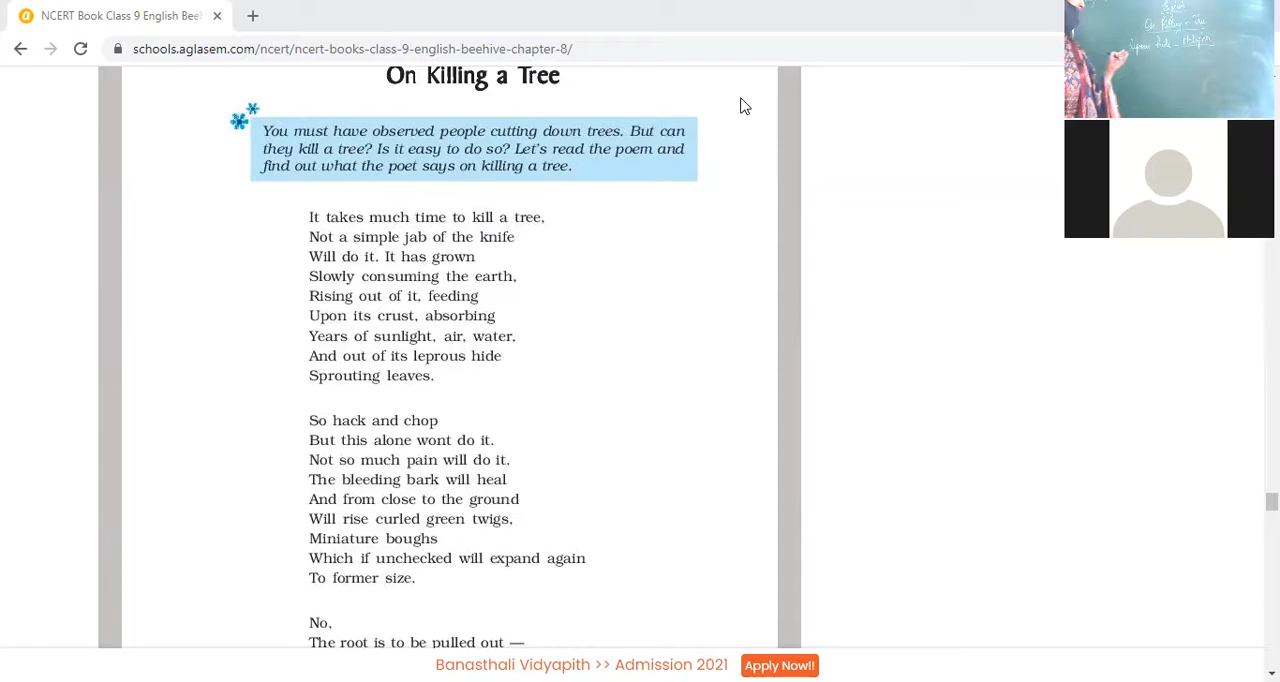 NCERT Book Class 9 English Bee
schools.aglasem.com/ncert/ncert-books-class-9-english-beehive-chapter-8/
On Killing a Tree
You must have observed people cutting down trees. But can
they kill a tree? Is it easy to do so? Let's read the poem and
find out what the poet says on killing a tree.
It takes much time to kill a tree,
Not a simple jab of the knife
Will do it. It has grown
Slowly consuming the earth,
Rising out of it, feeding
Upon its crust, absorbing
Years of sunlight, air, water,
And out of its leprous hide
Sprouting leaves.
So hack and chop
But this alone wont do it.
Not so much pain will do it.
The bleeding bark will heal
And from close to the ground
Will rise curled green twigs,
Miniature boughs
Which if unchecked will expand again
To former size.
No,
The root is to be pulled out —
Banasthali Vidyapith >> Admission 2021
Apply Now!!
On Killing a Tree